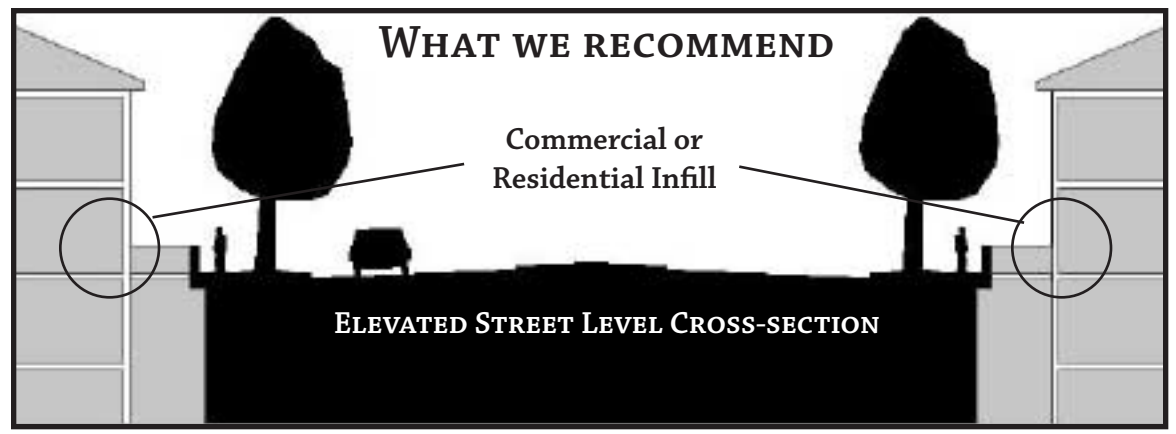 What we recommend
Commercial or
Residential Infill
Elevated Street Level Cross-section